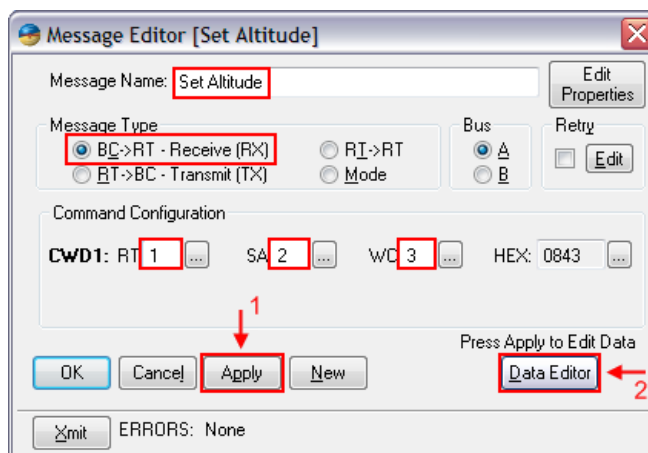 Message Editor [Set Altitude]
Message Name: Set Altitude
Edit Properties
Message Type
Bus
Retry
BC->RT - Receive (RX)
RT->RT
A
Edit
RT->BC - Transmit (TX)
Mode
B
Command Configuration
CWD1: RT 1 ... SA 2 ... WC 3 ... HEX: 0843 ...
1
Press Apply to Edit Data
OK Cancel Apply New Data Editor
2
Xmit ERRORS: None